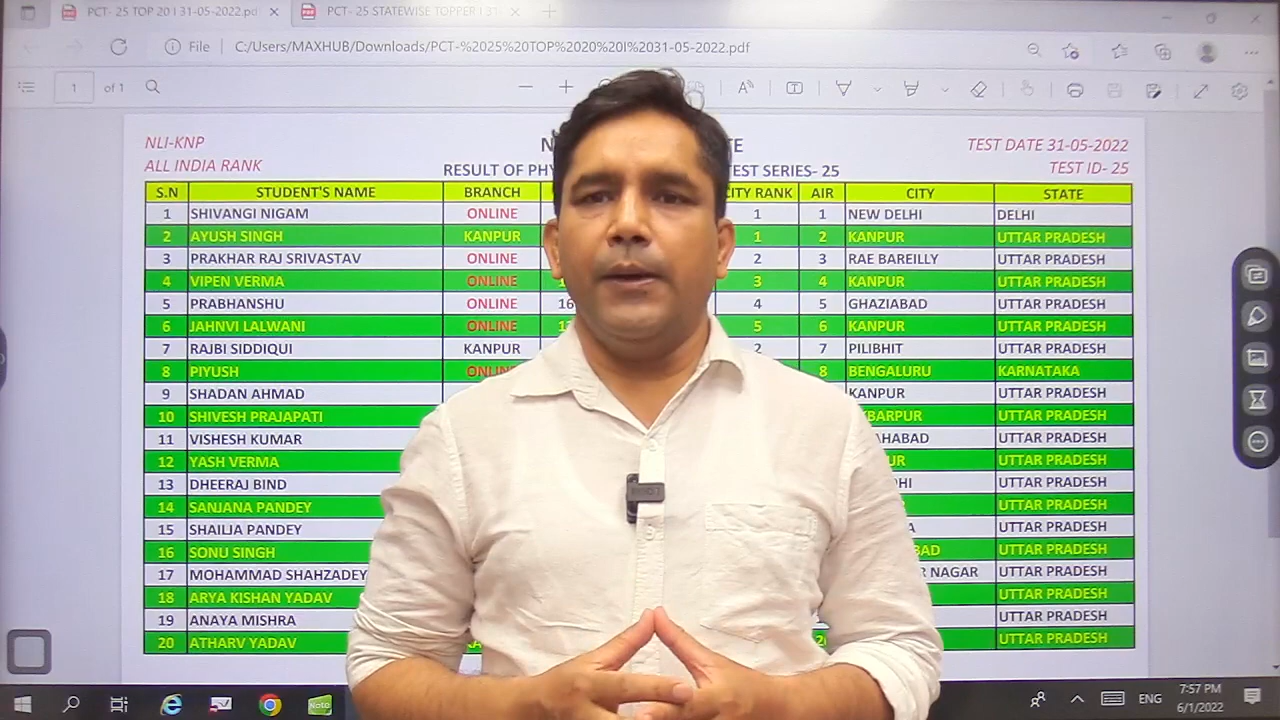 PCT- 25 TOP 20 I 31-05-2022.pd
PCT- 25 STATEWISE TOPPER I 31
File C:/Users/MAXHUB/Downloads/PCT-%2025%20TOP%2020%20I%2031-05-2022.pdf
1 of 1
NLI-KNP TEST DATE 31-05-2022
ALL INDIA RANK RESULT OF TEST SERIES- 25 TEST ID- 25
S.N STUDENT'S NAME BRANCH CITY RANK AIR CITY STATE
1 SHIVANGI NIGAM ONLINE 1 1 NEW DELHI DELHI
2 AYUSH SINGH KANPUR 1 2 KANPUR UTTAR PRADESH
3 PRAKHAR RAJ SRIVASTAV ONLINE 2 3 RAE BAREILLY UTTAR PRADESH
4 VIPEN VERMA ONLINE 3 4 KANPUR UTTAR PRADESH
5 PRABHANSHU ONLINE 16 4 5 GHAZIABAD UTTAR PRADESH
6 JAHNVI LALWANI ONLINE 5 6 KANPUR UTTAR PRADESH
7 RAJBI SIDDIQUI KANPUR 2 7 PILIBHIT UTTAR PRADESH
8 PIYUSH ONLINE 8 BENGALURU KARNATAKA
9 SHADAN AHMAD KANPUR UTTAR PRADESH
10 SHIVESH PRAJAPATI KBARPUR UTTAR PRADESH
11 VISHESH KUMAR AHABAD UTTAR PRADESH
12 YASH VERMA UR UTTAR PRADESH
13 DHEERAJ BIND HI UTTAR PRADESH
14 SANJANA PANDEY UTTAR PRADESH
15 SHAILJA PANDEY A UTTAR PRADESH
16 SONU SINGH BAD UTTAR PRADESH
17 MOHAMMAD SHAHZADEY R NAGAR UTTAR PRADESH
18 ARYA KISHAN YADAV UTTAR PRADESH
19 ANAYA MISHRA UTTAR PRADESH
20 ATHARV YADAV UTTAR PRADESH
Note
ENG 7:57 PM
6/1/2022